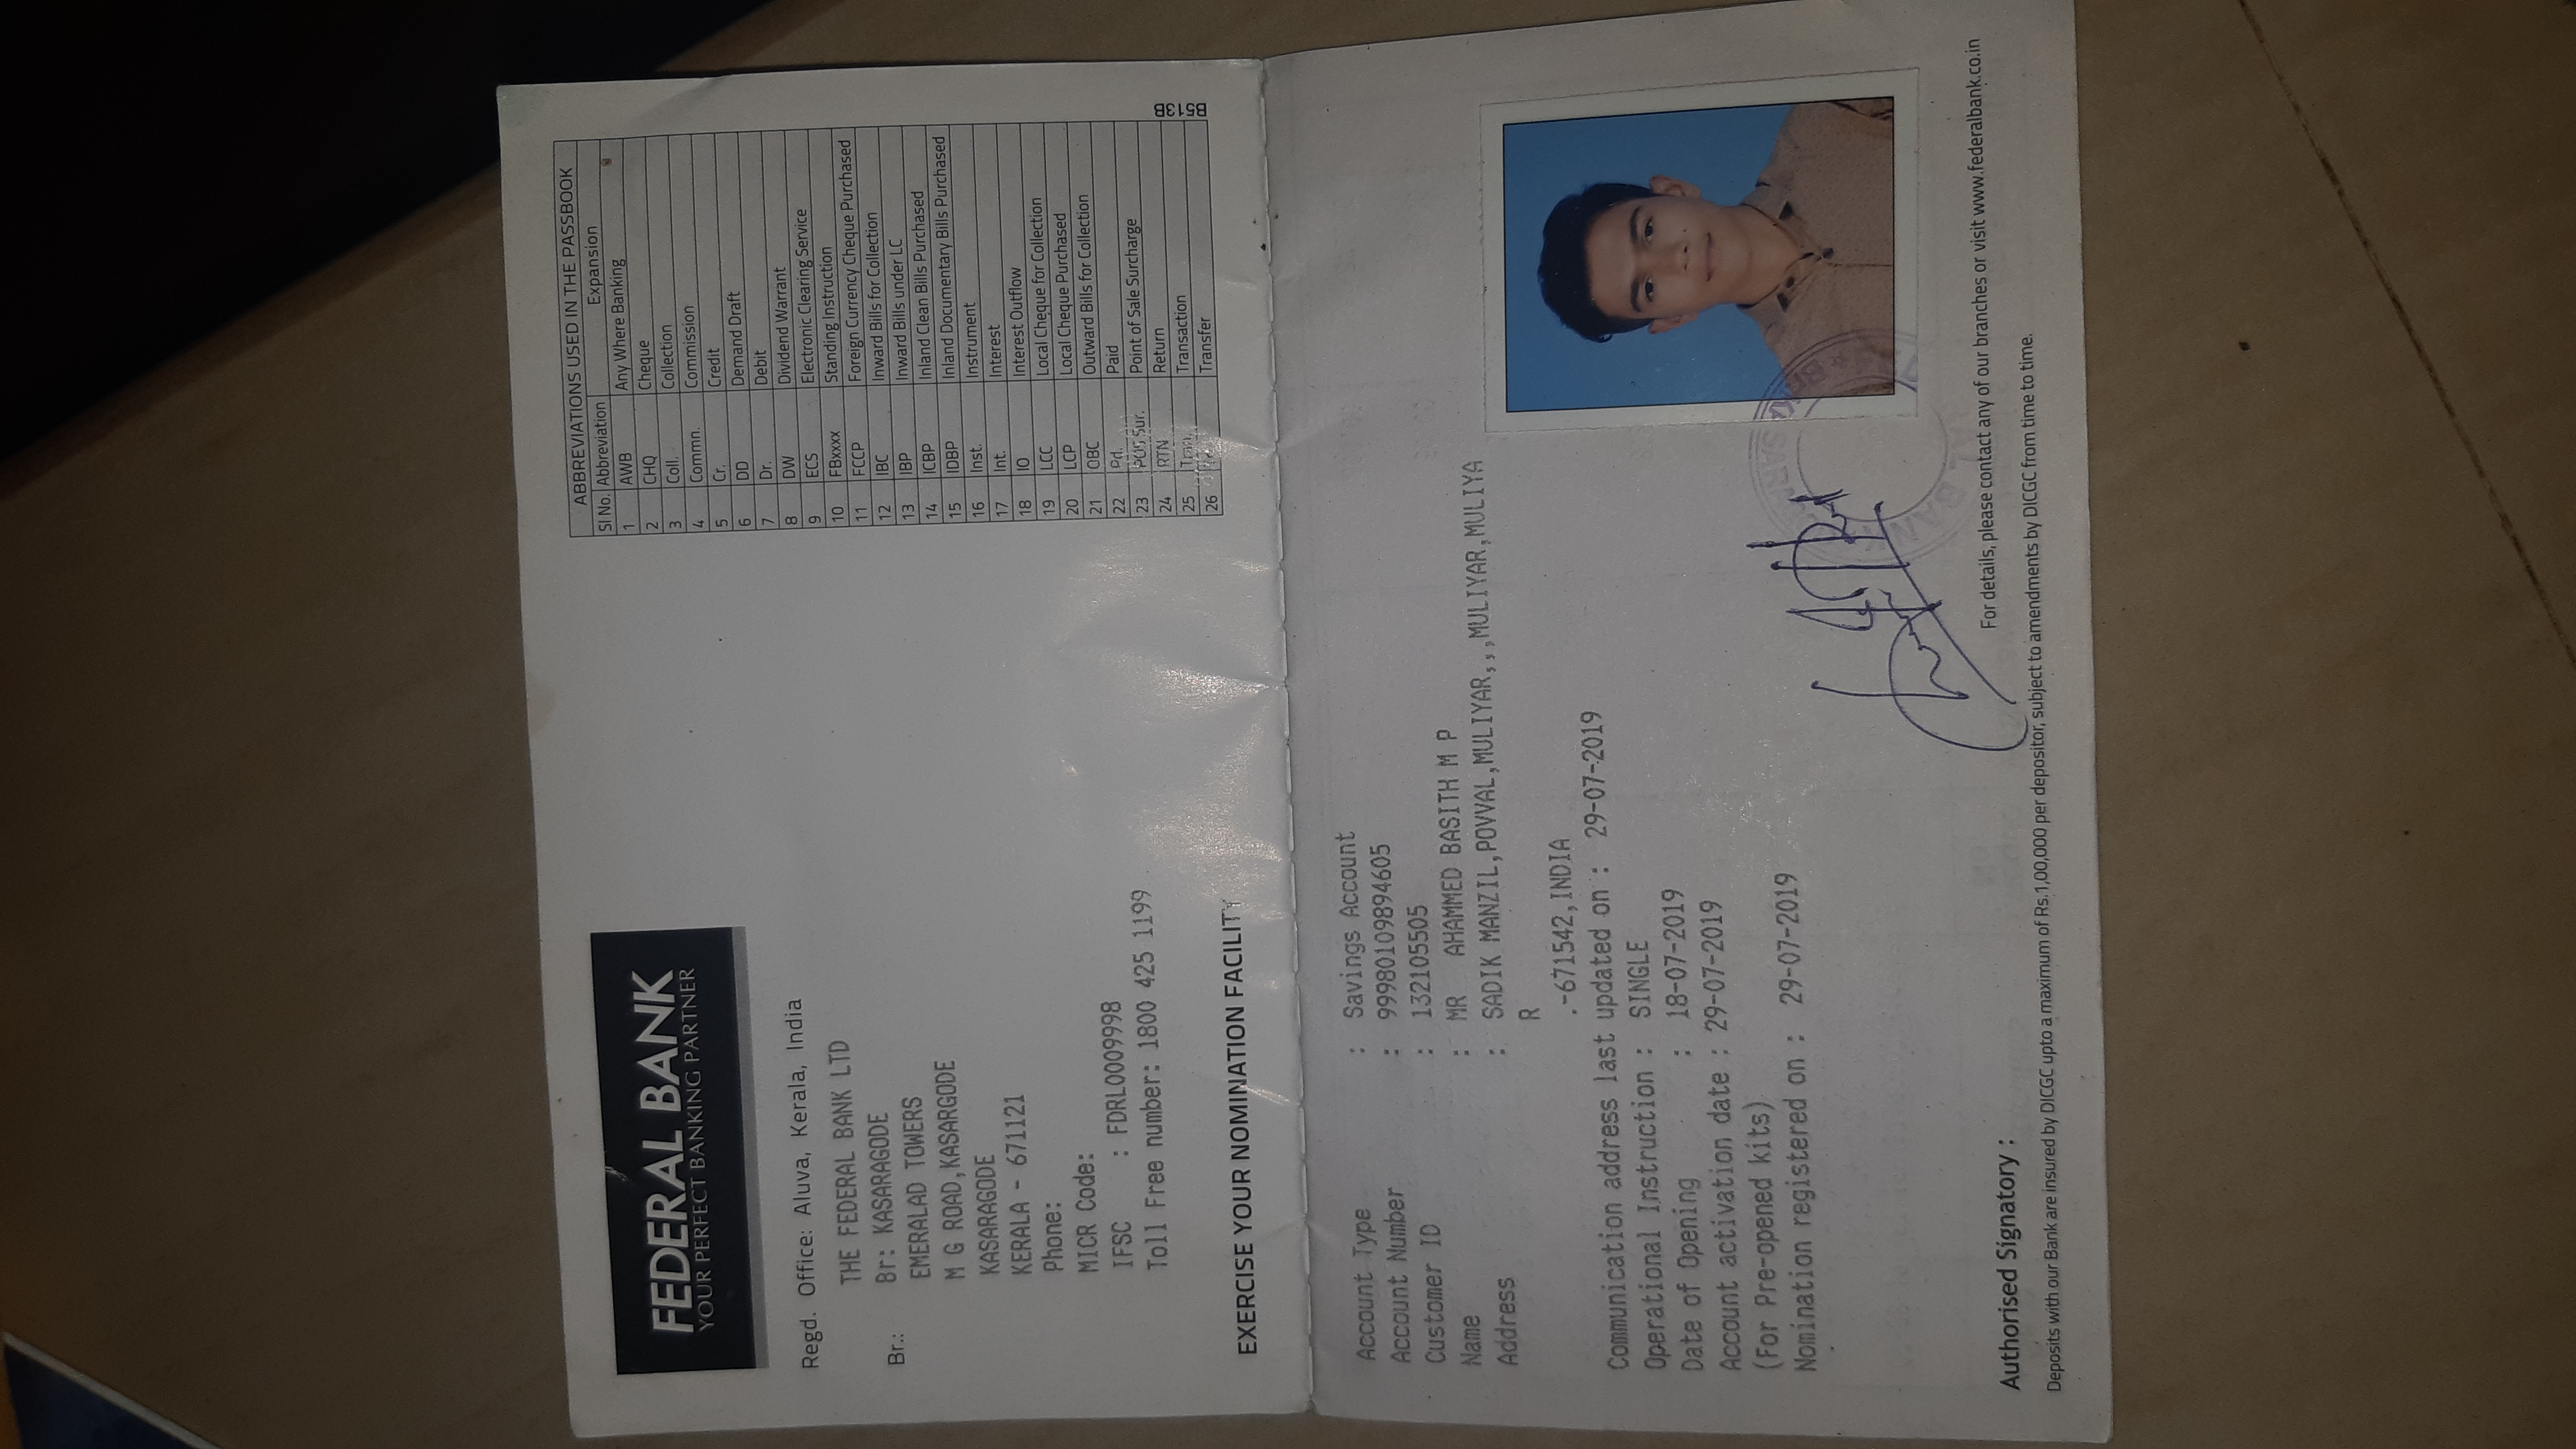 FEDERAL BANK
YOUR PERFECT BANKING PARTNER
Regd. Office: Aluva, Kerala, India
THE FEDERAL BANK LTD
Br.: Br: KASARAGODE
EMERALAD TOWERS
M G ROAD,KASARGODE
KASARAGODE
KERALA - 671121
Phone:
MICR Code:
IFSC : FDRL0009998
Toll Free number: 1800 425 1199
EXERCISE YOUR NOMINATION FACILITY
ABBREVIATIONS USED IN THE PASSBOOK
Sl No. Abbreviation Expansion
1 AWB Any Where Banking
2 CHQ Cheque
3 Coll. Collection
4 Commn. Commission
5 Cr. Credit
6 DD Demand Draft
7 Dr. Debit
8 DW Dividend Warrant
9 ECS Electronic Clearing Service
10 FBxxxx Standing Instruction
11 FCCP Foreign Currency Cheque Purchased
12 IBC Inward Bills for Collection
13 IBP Inward Bills under LC
14 ICBP Inland Clean Bills Purchased
15 IDBP Inland Documentary Bills Purchased
16 Inst. Instrument
17 Int. Interest
18 IO Interest Outflow
19 LCC Local Cheque for Collection
20 LCP Local Cheque Purchased
21 OBC Outward Bills for Collection
22 Pd. Paid
23 POS Sur. Point of Sale Surcharge
24 RTN Return
25 Tran. Transaction
26 Transfer
B513B
Account Type : Savings Account
Account Number : 99980109894605
Customer ID : 132105505
Name : MR AHAMMED BASITH M P
Address : SADIK MANZIL,POVVAL,MULIYAR,,,MULIYAR,MULIYA
R
.-671542,INDIA
Communication address last updated on : 29-07-2019
Operational Instruction : SINGLE
Date of Opening : 18-07-2019
Account activation date : 29-07-2019
(For Pre-opened kits)
Nomination registered on : 29-07-2019
For details, please contact any of our branches or visit www.federalbank.co.in
Authorised Signatory :
Deposits with our Bank are insured by DICGC upto a maximum of Rs.1,00,000 per depositor, subject to amendments by DICGC from time to time.